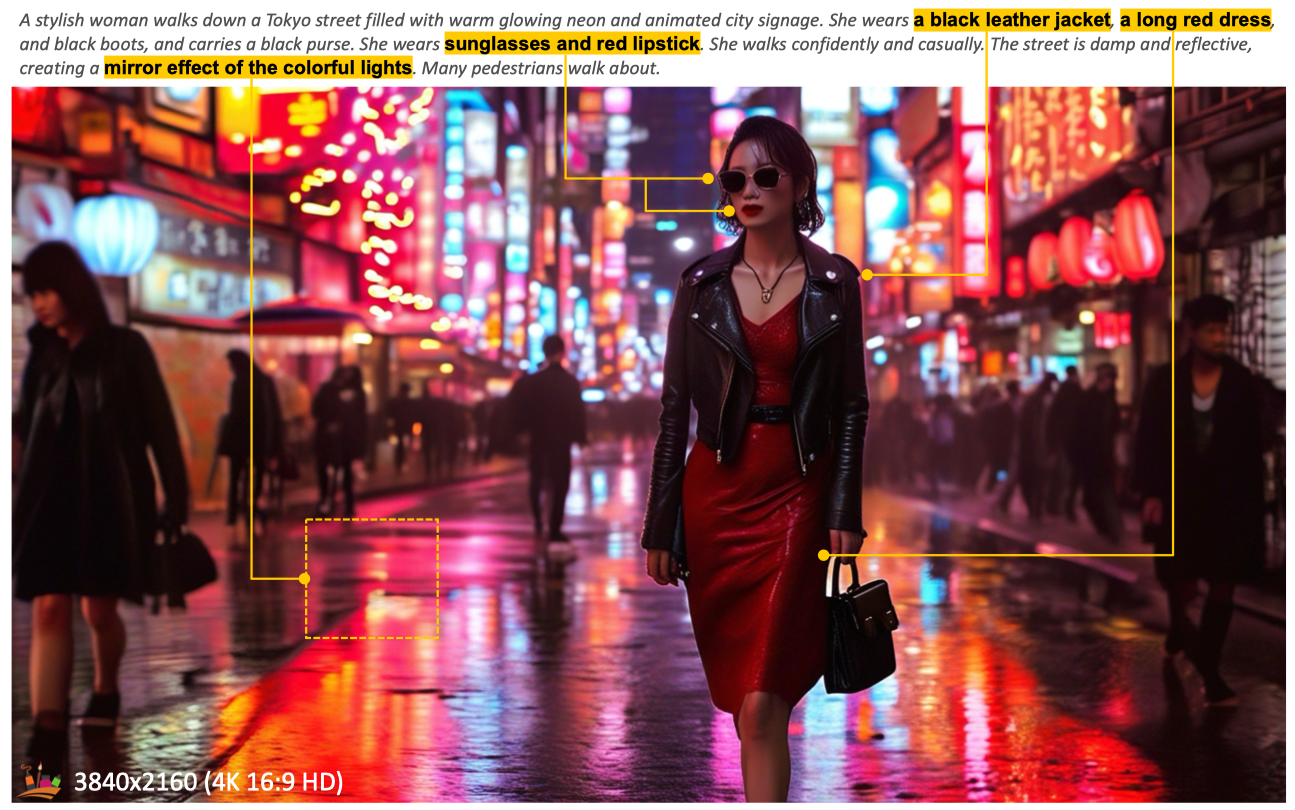 A stylish woman walks down a Tokyo street filled with warm glowing neon and animated city signage. She wears a black leather jacket, a long red dress,
and black boots, and carries a black purse. She wears sunglasses and red lipstick. She walks confidently and casually. The street is damp and reflective,
creating a mirror effect of the colorful lights. Many pedestrians walk about.
3840x2160 (4K 16:9 HD)